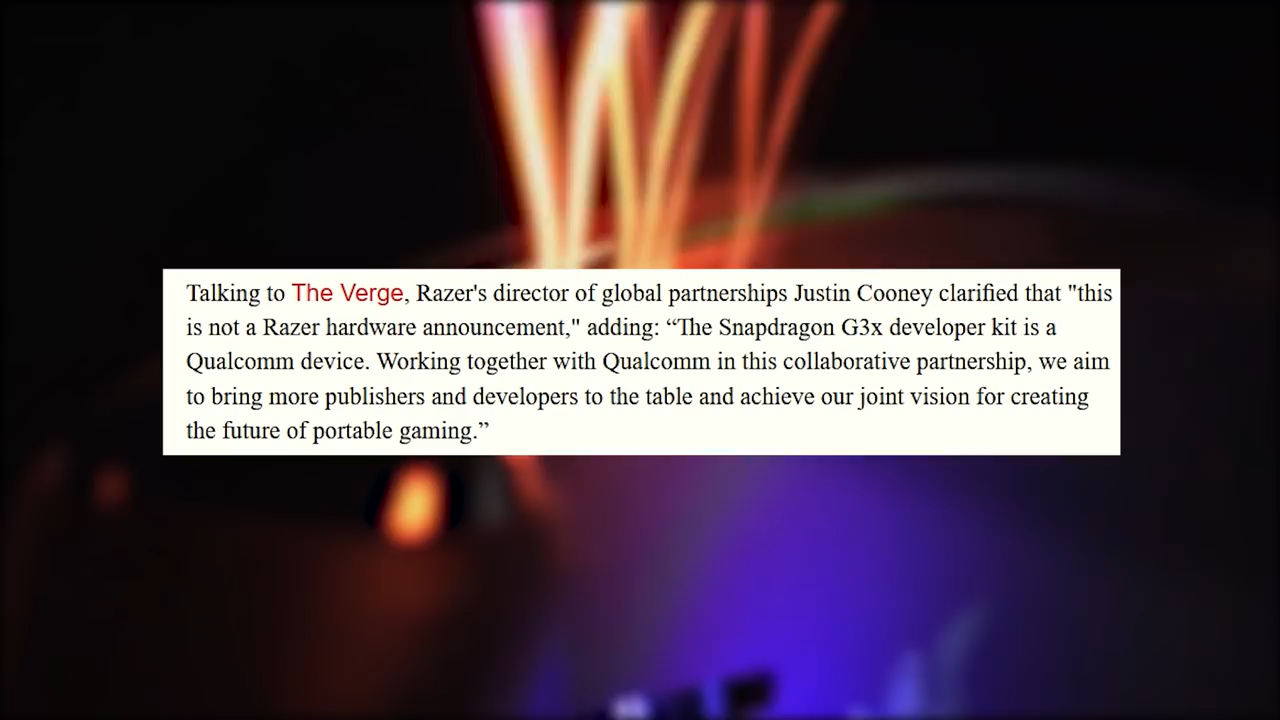 Talking to The Verge, Razer's director of global partnerships Justin Cooney clarified that "this
is not a Razer hardware announcement," adding: “The Snapdragon G3x developer kit is a
Qualcomm device. Working together with Qualcomm in this collaborative partnership, we aim
to bring more publishers and developers to the table and achieve our joint vision for creating
the future of portable gaming.”